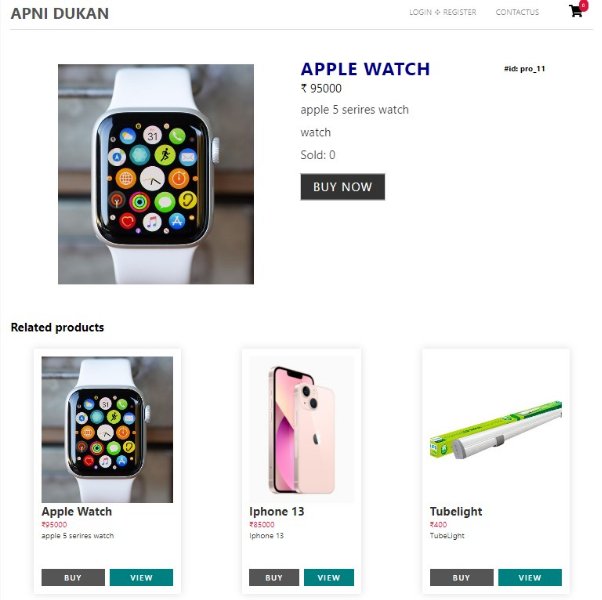 APNI DUKAN
LOGIN ✥ REGISTER
CONTACTUS
APPLE WATCH
#id: pro_11
₹ 95000
apple 5 serires watch
watch
Sold: 0
BUY NOW
31
Related products
Apple Watch
₹95000
apple 5 serires watch
BUY
VIEW
Iphone 13
₹85000
Iphone 13
BUY
VIEW
Tubelight
₹400
TubeLight
BUY
VIEW